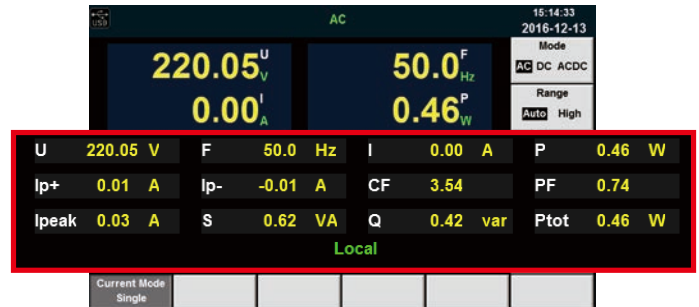 USB AC 15:14:33
2016-12-13
220.05 U V 50.0 F Hz
Mode
AC DC ACDC
0.00 I A 0.46 P W
Range
Auto High
U 220.05 V F 50.0 Hz I 0.00 A P 0.46 W
Ip+ 0.01 A Ip- -0.01 A CF 3.54 PF 0.74
Ipeak 0.03 A S 0.62 VA Q 0.42 var Ptot 0.46 W
Local
Current Mode
Single